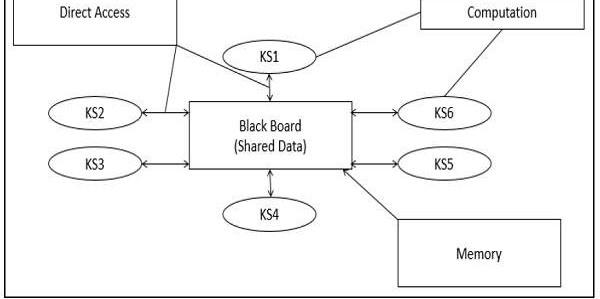 Direct Access
Computation
KS1
KS2
Black Board
(Shared Data)
KS6
KS3
KS5
KS4
Memory